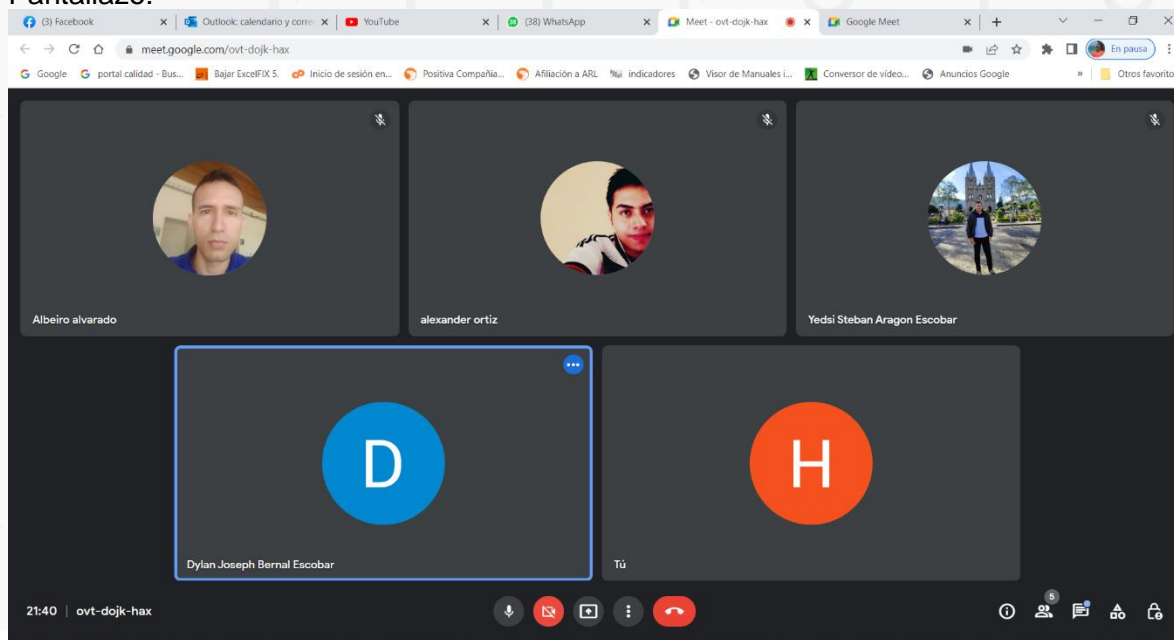 Pantallazo.
(3) Facebook Outlook: calendario y corre YouTube (38) WhatsApp Meet - ovt-dojk-hax Google Meet
meet.google.com/ovt-dojk-hax En pausa
Google portal calidad - Bus... Bajar ExcelFIX 5. Inicio de sesión en... Positiva Compañia... Afiliación a ARL indicadores Visor de Manuales i... Conversor de vídeo... Anuncios Google » Otros favorito
Albeiro alvarado alexander ortiz Yedsi Steban Aragon Escobar
D H
Dylan Joseph Bernal Escobar Tú
21:40 | ovt-dojk-hax 5